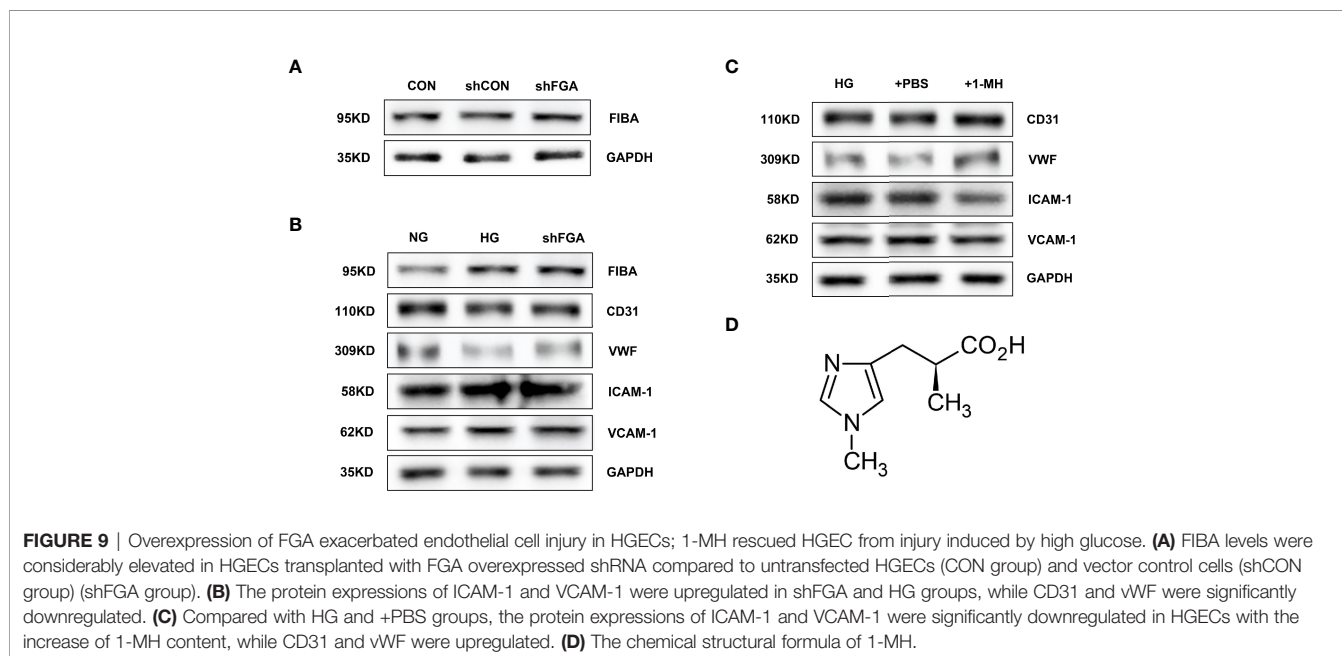 A
CON shCON shFGA
95KD FIBA
35KD GAPDH
B
NG HG shFGA
95KD FIBA
110KD CD31
309KD VWF
58KD ICAM-1
62KD VCAM-1
35KD GAPDH
C
HG +PBS +1-MH
110KD CD31
309KD VWF
58KD ICAM-1
62KD VCAM-1
35KD GAPDH
D
N
CO₂H
CH₃
N
CH₃
FIGURE 9 | Overexpression of FGA exacerbated endothelial cell injury in HGECs; 1-MH rescued HGEC from injury induced by high glucose. (A) FIBA levels were
considerably elevated in HGECs transplanted with FGA overexpressed shRNA compared to untransfected HGECs (CON group) and vector control cells (shCON
group) (shFGA group). (B) The protein expressions of ICAM-1 and VCAM-1 were upregulated in shFGA and HG groups, while CD31 and vWF were significantly
downregulated. (C) Compared with HG and +PBS groups, the protein expressions of ICAM-1 and VCAM-1 were significantly downregulated in HGECs with the
increase of 1-MH content, while CD31 and vWF were upregulated. (D) The chemical structural formula of 1-MH.